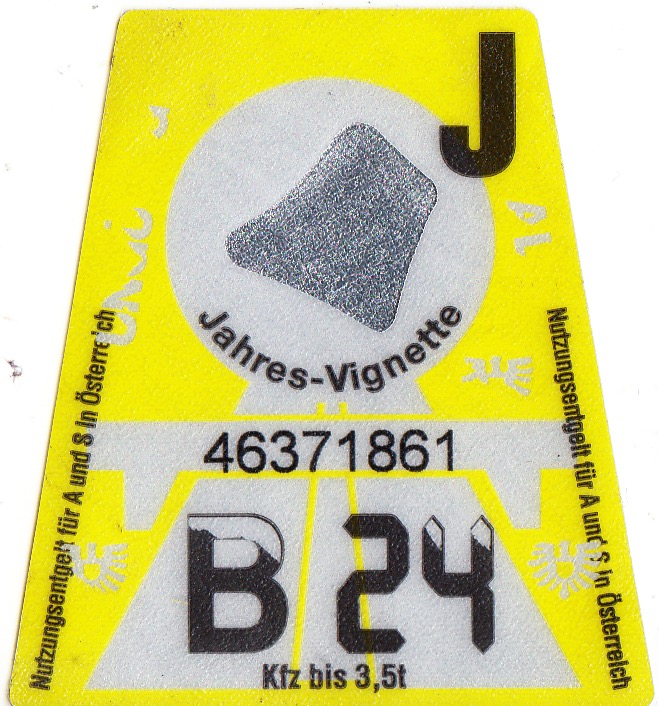 J
Jahres-Vignette
46371861
B 24
Kfz bis 3,5t
Nutzungsentgelt für A und S in Österreich
Nutzungsentgelt für A und S in Österreich